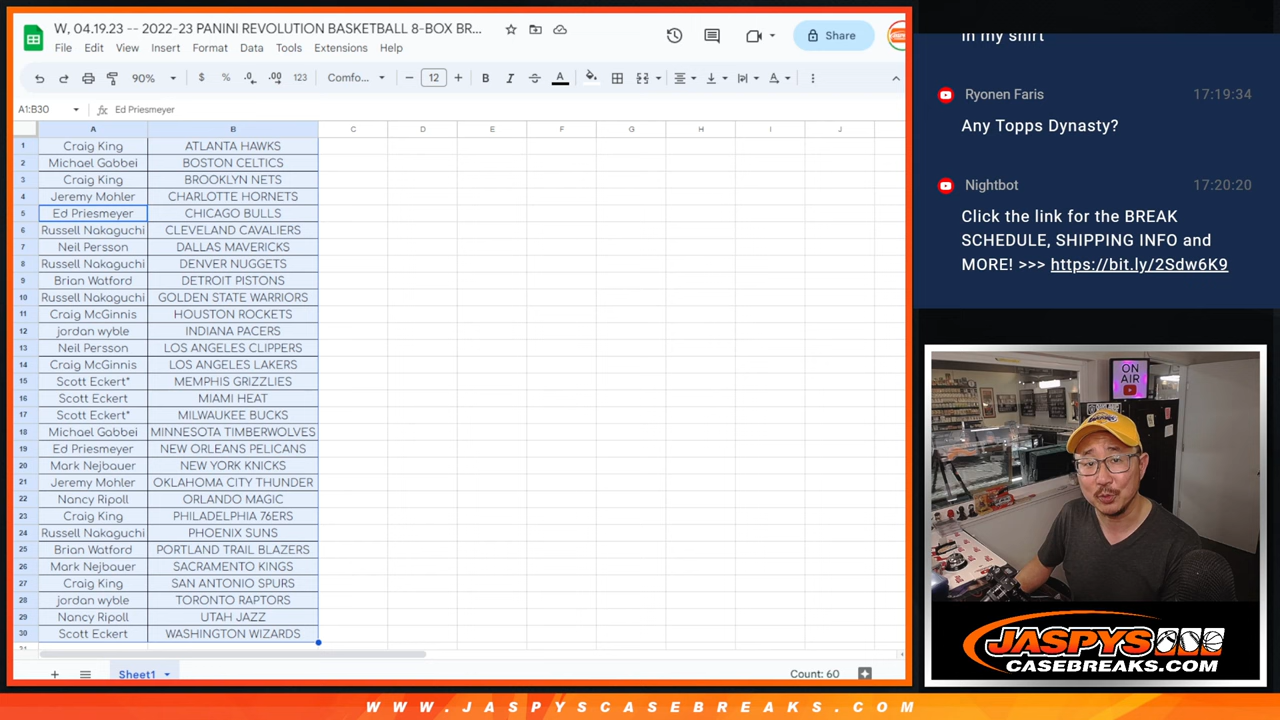 W, 04.19.23 -- 2022-23 PANINI REVOLUTION BASKETBALL 8-BOX BR...
File Edit View Insert Format Data Tools Extensions Help
Share
90% $ % .0 .00 123 Comfo... 12 B I S A
A1:B30 fx Ed Priesmeyer
A B C D E F G H I J
1 Craig King ATLANTA HAWKS
2 Michael Gabbei BOSTON CELTICS
3 Craig King BROOKLYN NETS
4 Jeremy Mohler CHARLOTTE HORNETS
5 Ed Priesmeyer CHICAGO BULLS
6 Russell Nakaguchi CLEVELAND CAVALIERS
7 Neil Persson DALLAS MAVERICKS
8 Russell Nakaguchi DENVER NUGGETS
9 Brian Watford DETROIT PISTONS
10 Russell Nakaguchi GOLDEN STATE WARRIORS
11 Craig McGinnis HOUSTON ROCKETS
12 jordan wyble INDIANA PACERS
13 Neil Persson LOS ANGELES CLIPPERS
14 Craig McGinnis LOS ANGELES LAKERS
15 Scott Eckert* MEMPHIS GRIZZLIES
16 Scott Eckert MIAMI HEAT
17 Scott Eckert* MILWAUKEE BUCKS
18 Michael Gabbei MINNESOTA TIMBERWOLVES
19 Ed Priesmeyer NEW ORLEANS PELICANS
20 Mark Nejbauer NEW YORK KNICKS
21 Jeremy Mohler OKLAHOMA CITY THUNDER
22 Nancy Ripoll ORLANDO MAGIC
23 Craig King PHILADELPHIA 76ERS
24 Russell Nakaguchi PHOENIX SUNS
25 Brian Watford PORTLAND TRAIL BLAZERS
26 Mark Nejbauer SACRAMENTO KINGS
27 Craig King SAN ANTONIO SPURS
28 jordan wyble TORONTO RAPTORS
29 Nancy Ripoll UTAH JAZZ
30 Scott Eckert WASHINGTON WIZARDS
Sheet1
Count: 60
in my shirt
Ryonen Faris 17:19:34
Any Topps Dynasty?
Nightbot 17:20:20
Click the link for the BREAK
SCHEDULE, SHIPPING INFO and
MORE! >>> https://bit.ly/2Sdw6K9
ON
AIR
JASPYS
CASEBREAKS.COM
WWW.JASPYSCASEBREAKS.COM